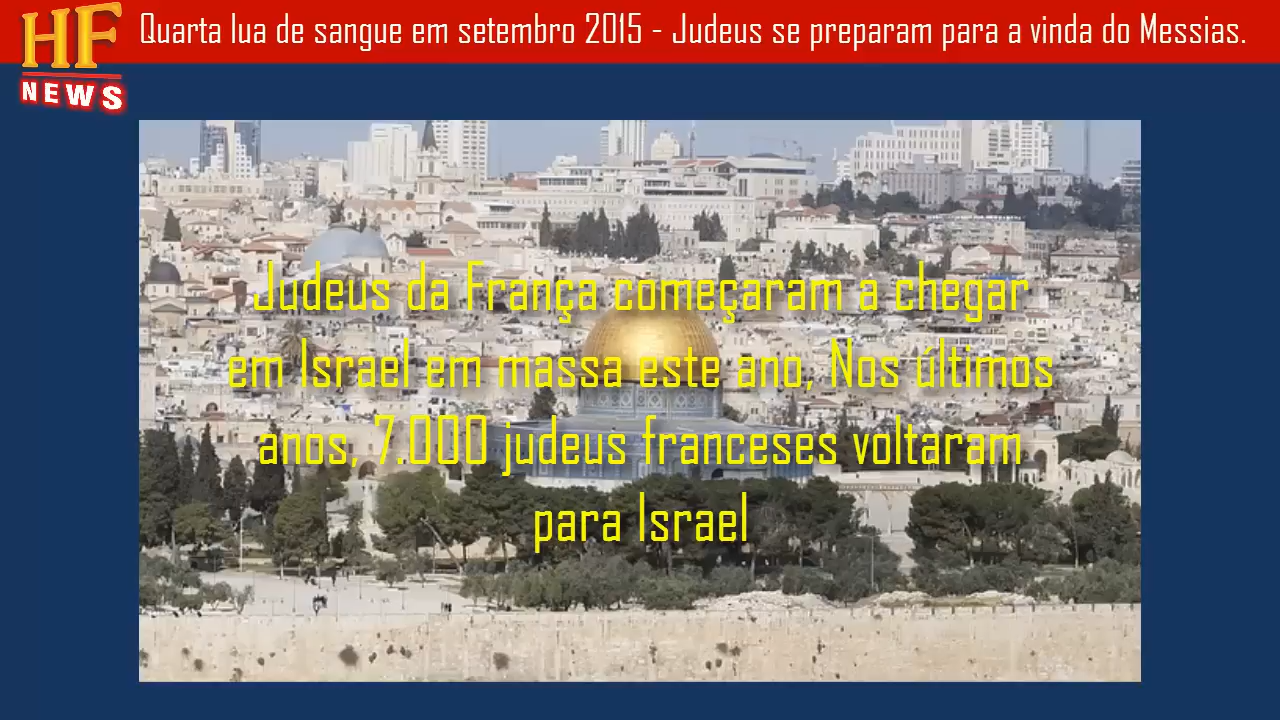 HF
NEWS
Quarta lua de sangue em setembro 2015 - Judeus se preparam para a vinda do Messias.
Judeus da França começaram a chegar
em Israel em massa este ano, Nos últimos
anos, 7.000 judeus franceses voltaram
para Israel